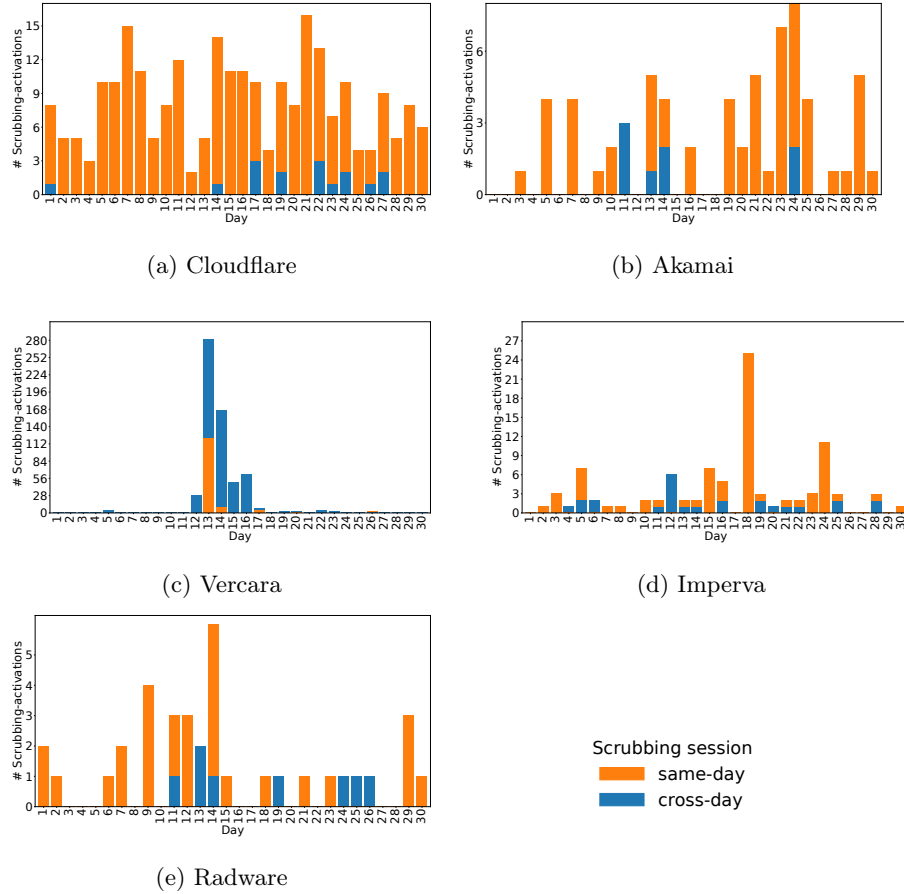 # Scrubbing-activations
15
12
9
6
3
0
1 2 3 4 5 6 7 8 9 10 11 12 13 14 15 16 17 18 19 20 21 22 23 24 25 26 27 28 29 30
Day
(a) Cloudflare
# Scrubbing-activations
6
3
0
1 2 3 4 5 6 7 8 9 10 11 12 13 14 15 16 17 18 19 20 21 22 23 24 25 26 27 28 29 30
Day
(b) Akamai
# Scrubbing-activations
280
252
224
196
168
140
112
84
56
28
0
1 2 3 4 5 6 7 8 9 10 11 12 13 14 15 16 17 18 19 20 21 22 23 24 25 26 27 28 29 30
Day
(c) Vercara
# Scrubbing-activations
27
24
21
18
15
12
9
6
3
0
1 2 3 4 5 6 7 8 9 10 11 12 13 14 15 16 17 18 19 20 21 22 23 24 25 26 27 28 29 30
Day
(d) Imperva
# Scrubbing-activations
5
4
3
2
1
0
1 2 3 4 5 6 7 8 9 10 11 12 13 14 15 16 17 18 19 20 21 22 23 24 25 26 27 28 29 30
Day
(e) Radware
Scrubbing session
same-day
cross-day